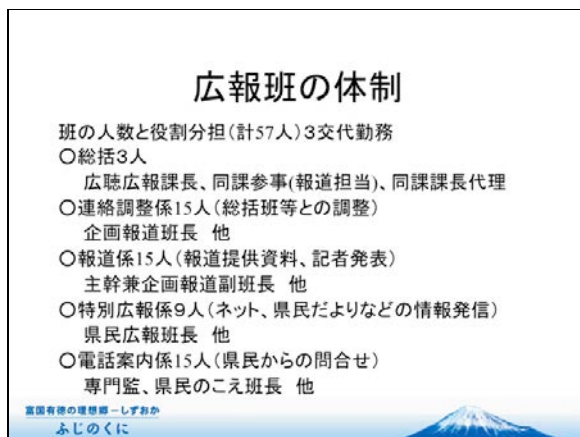 広報班の体制
班の人数と役割分担(計57人)3交代勤務
○総括3人
広聴広報課長、同課参事(報道担当)、同課課長代理
○連絡調整係15人(総括班等との調整)
企画報道班長 他
○報道係15人(報道提供資料、記者発表)
主幹兼企画報道副班長 他
○特別広報係9人(ネット、県民だよりなどの情報発信)
県民広報班長 他
○電話案内係15人(県民からの問合せ)
専門監、県民のこえ班長 他
富国有徳の理想郷-しずおか
ふじのくに